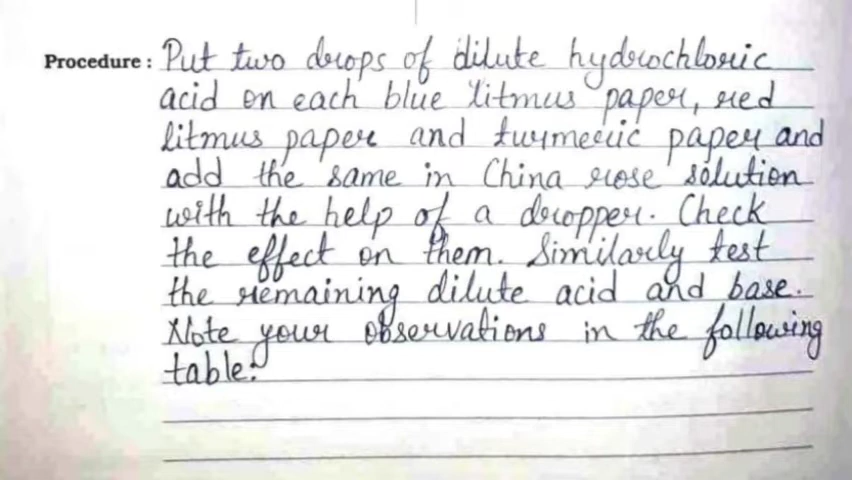 Procedure : Put two drops of dilute hydrochloric
acid on each blue litmus paper, red
litmus paper and turmeric paper and
add the same in China rose solution
with the help of a dropper. Check
the effect on them. Similarly test
the remaining dilute acid and base.
Note your observations in the following
table.